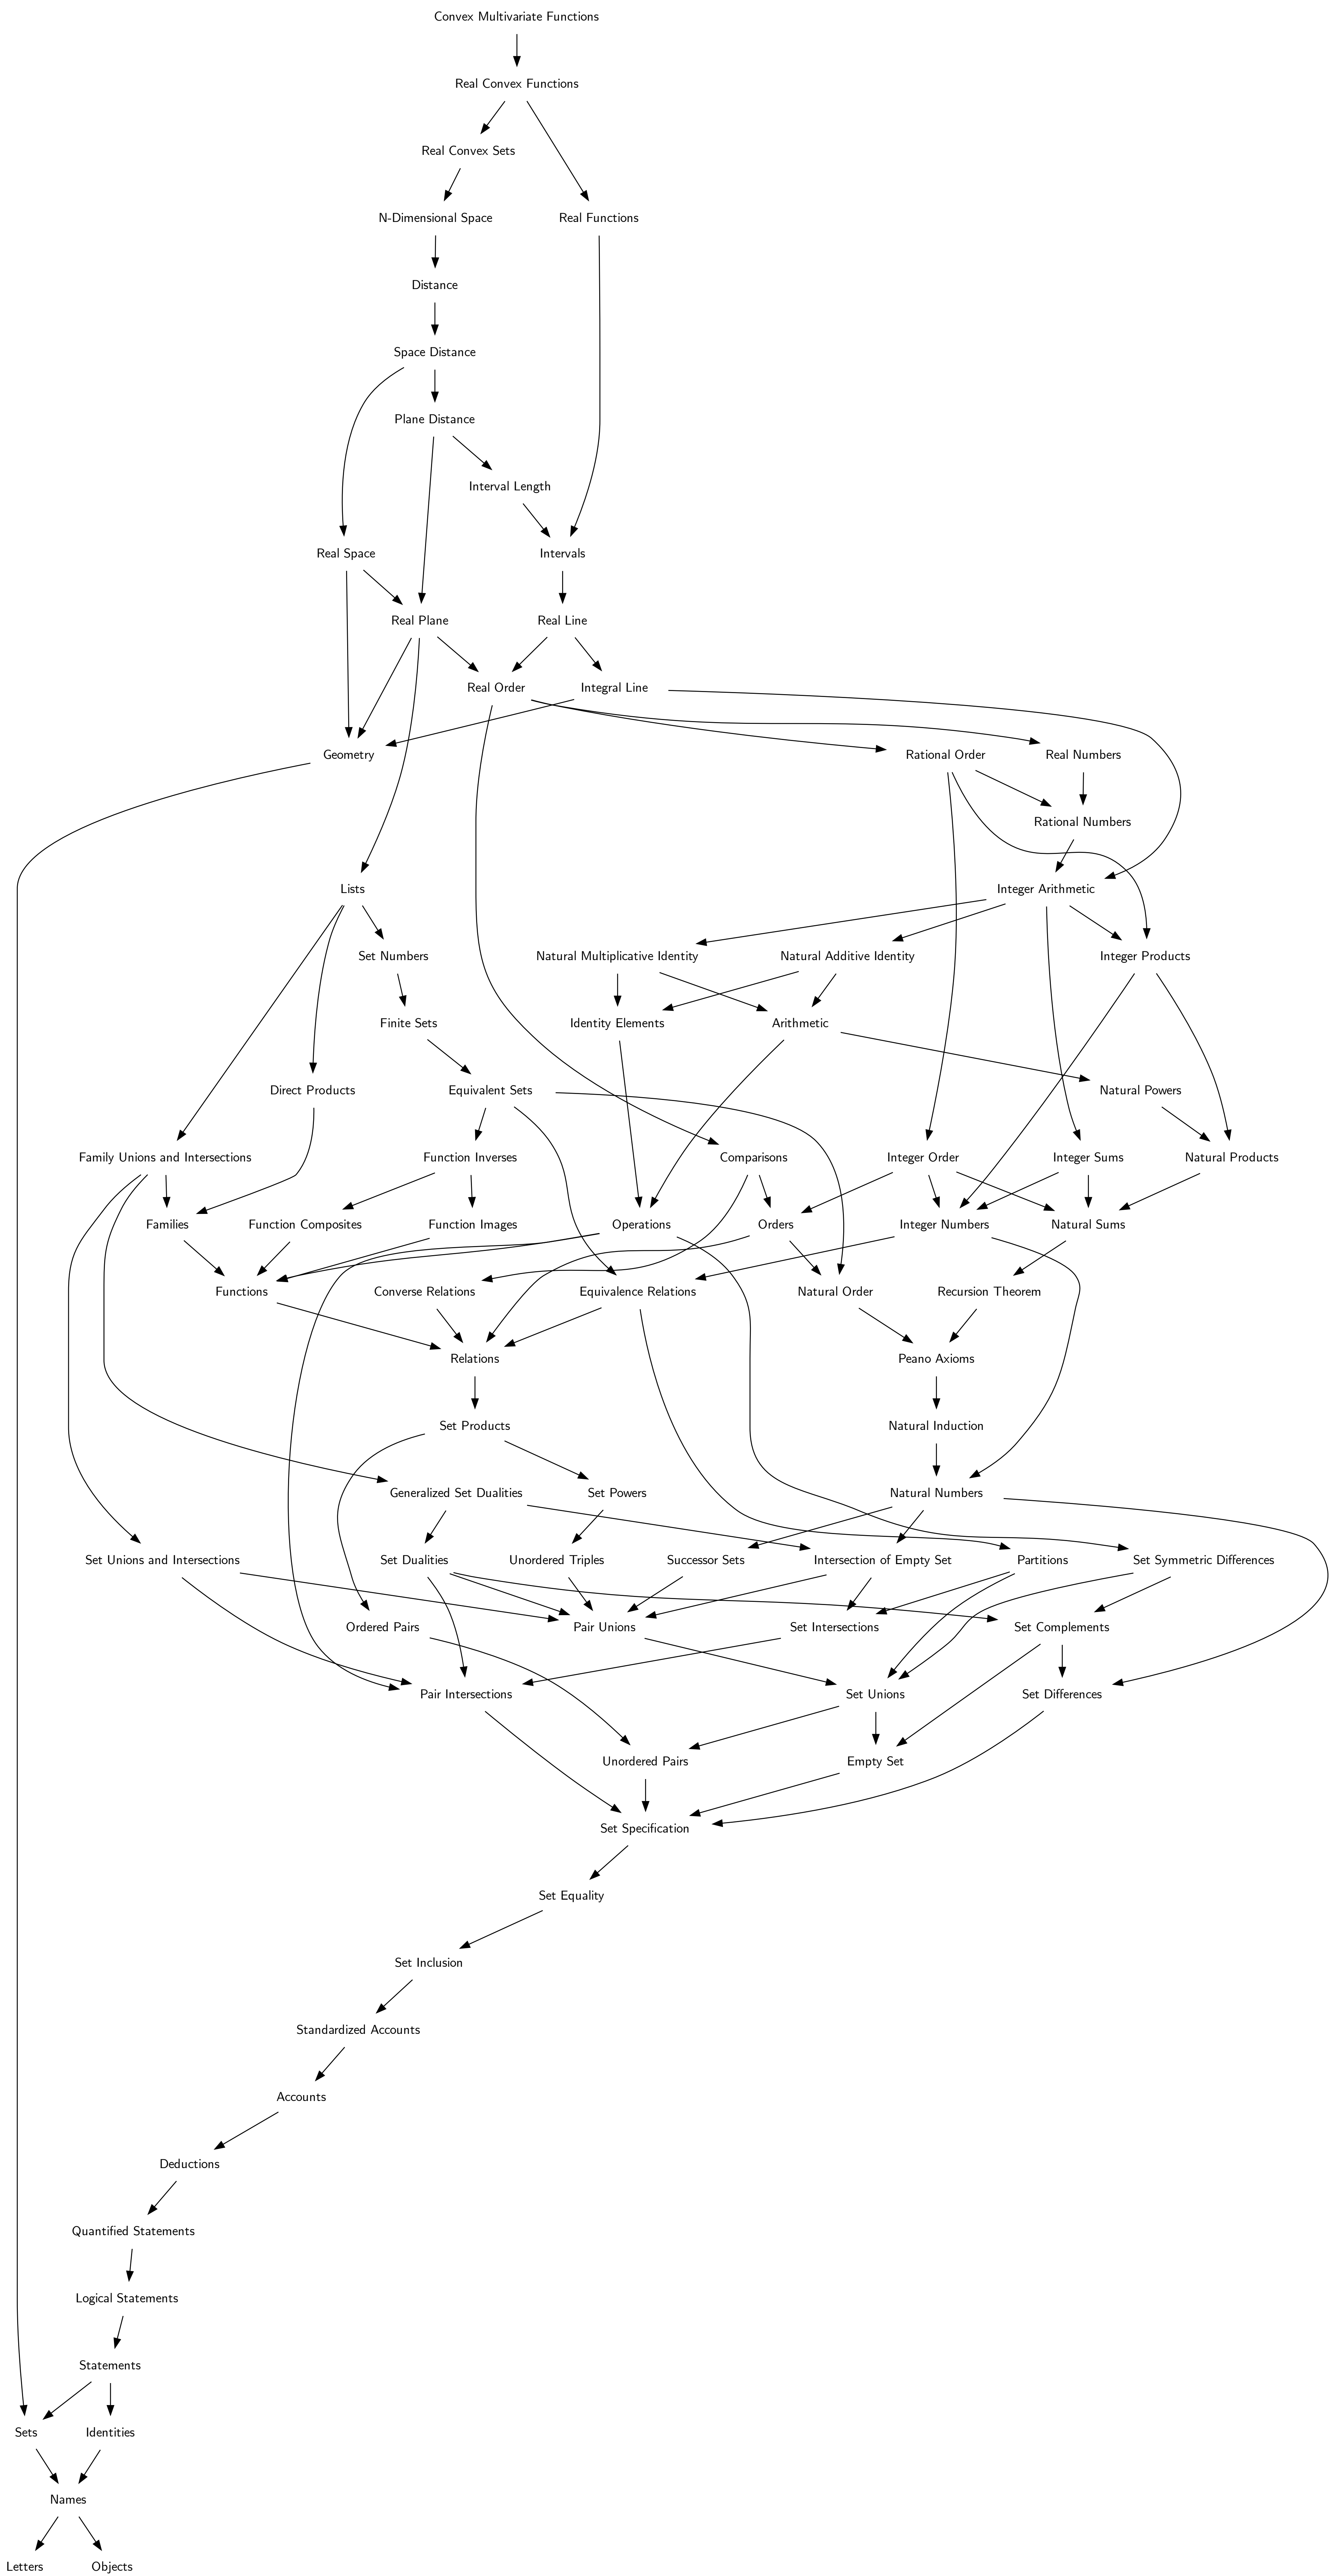 Convex Multivariate Functions
Real Convex Functions
Real Convex Sets
N-Dimensional Space
Real Functions
Distance
Space Distance
Plane Distance
Interval Length
Real Space
Intervals
Real Plane
Real Line
Real Order
Integral Line
Geometry
Rational Order
Real Numbers
Rational Numbers
Lists
Integer Arithmetic
Set Numbers
Natural Multiplicative Identity
Natural Additive Identity
Integer Products
Finite Sets
Identity Elements
Arithmetic
Direct Products
Equivalent Sets
Natural Powers
Family Unions and Intersections
Function Inverses
Comparisons
Integer Order
Integer Sums
Natural Products
Families
Function Composites
Function Images
Operations
Orders
Integer Numbers
Natural Sums
Functions
Converse Relations
Equivalence Relations
Natural Order
Recursion Theorem
Relations
Peano Axioms
Set Products
Natural Induction
Generalized Set Dualities
Set Powers
Natural Numbers
Set Unions and Intersections
Set Dualities
Unordered Triples
Successor Sets
Intersection of Empty Set
Partitions
Set Symmetric Differences
Ordered Pairs
Pair Unions
Set Intersections
Set Complements
Pair Intersections
Set Unions
Set Differences
Unordered Pairs
Empty Set
Set Specification
Set Equality
Set Inclusion
Standardized Accounts
Accounts
Deductions
Quantified Statements
Logical Statements
Statements
Sets
Identities
Names
Letters
Objects